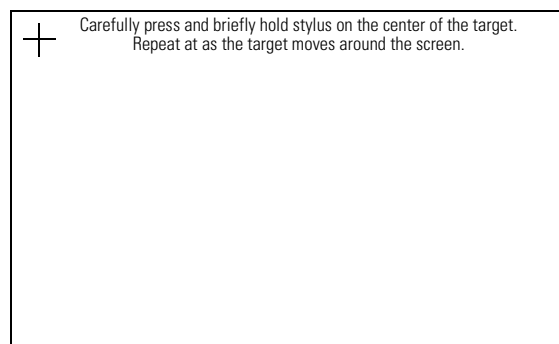 Carefully press and briefly hold stylus on the center of the target.
Repeat at as the target moves around the screen.